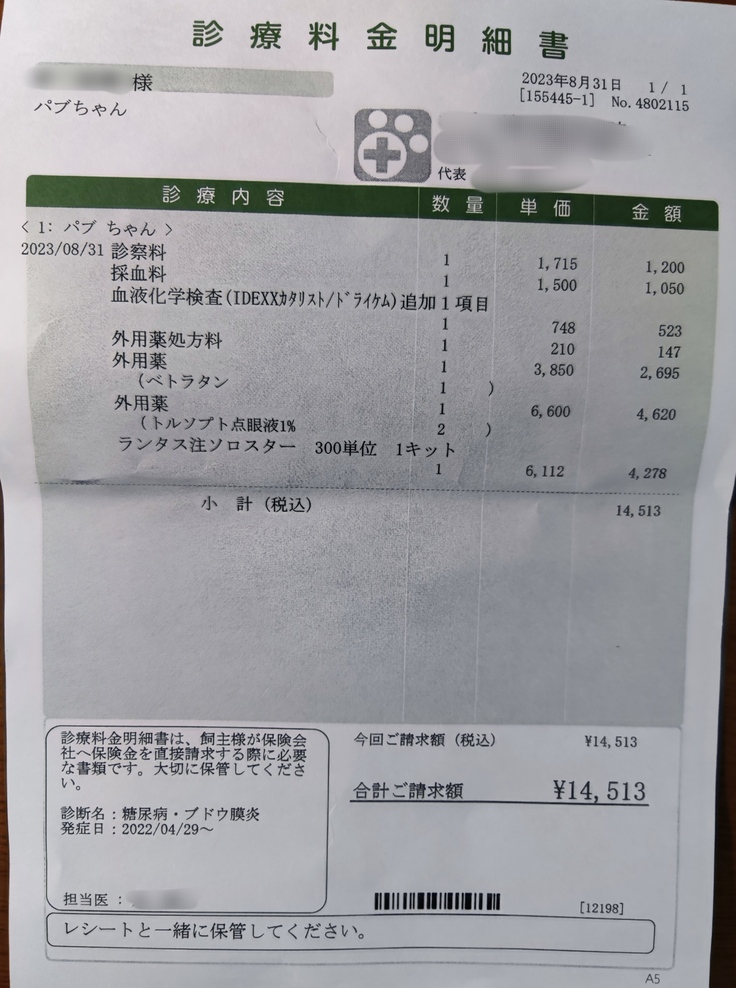 診療料金明細書
様
2023年8月31日 1 / 1
パブちゃん
[155445-1] No.4802115
代表
診療内容 数量 単価 金額
< 1: パブ ちゃん >
2023/08/31 診察料 1 1,715 1,200
採血料 1 1,500 1,050
血液化学検査(IDEXXカタリスト/ドライケム)追加1項目
1 748 523
外用薬処方料 1 210 147
外用薬 1 3,850 2,695
(ベトラタン 1 )
外用薬 1 6,600 4,620
(トルソプト点眼液1% 2 )
ランタス注ソロスター 300単位 1キット
1 6,112 4,278
小 計 (税込) 14,513
診療料金明細書は、飼主様が保険会
社へ保険金を直接請求する際に必要
な書類です。大切に保管してくださ
い。
診断名:糖尿病・ブドウ膜炎
発症日:2022/04/29～
担当医:
今回ご請求額 (税込) ¥14,513
合計ご請求額 ¥14,513
[12198]
レシートと一緒に保管してください。
A5